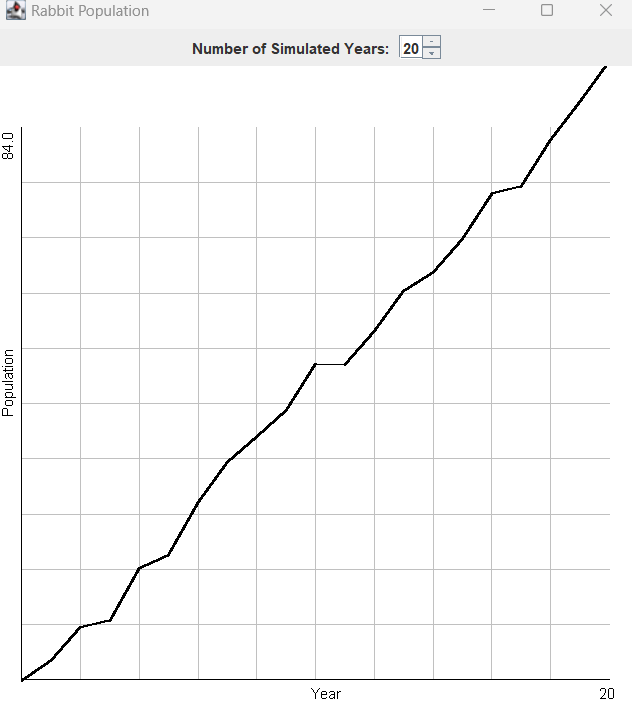 Rabbit Population
Number of Simulated Years: 20
84.0
Population
Year
20